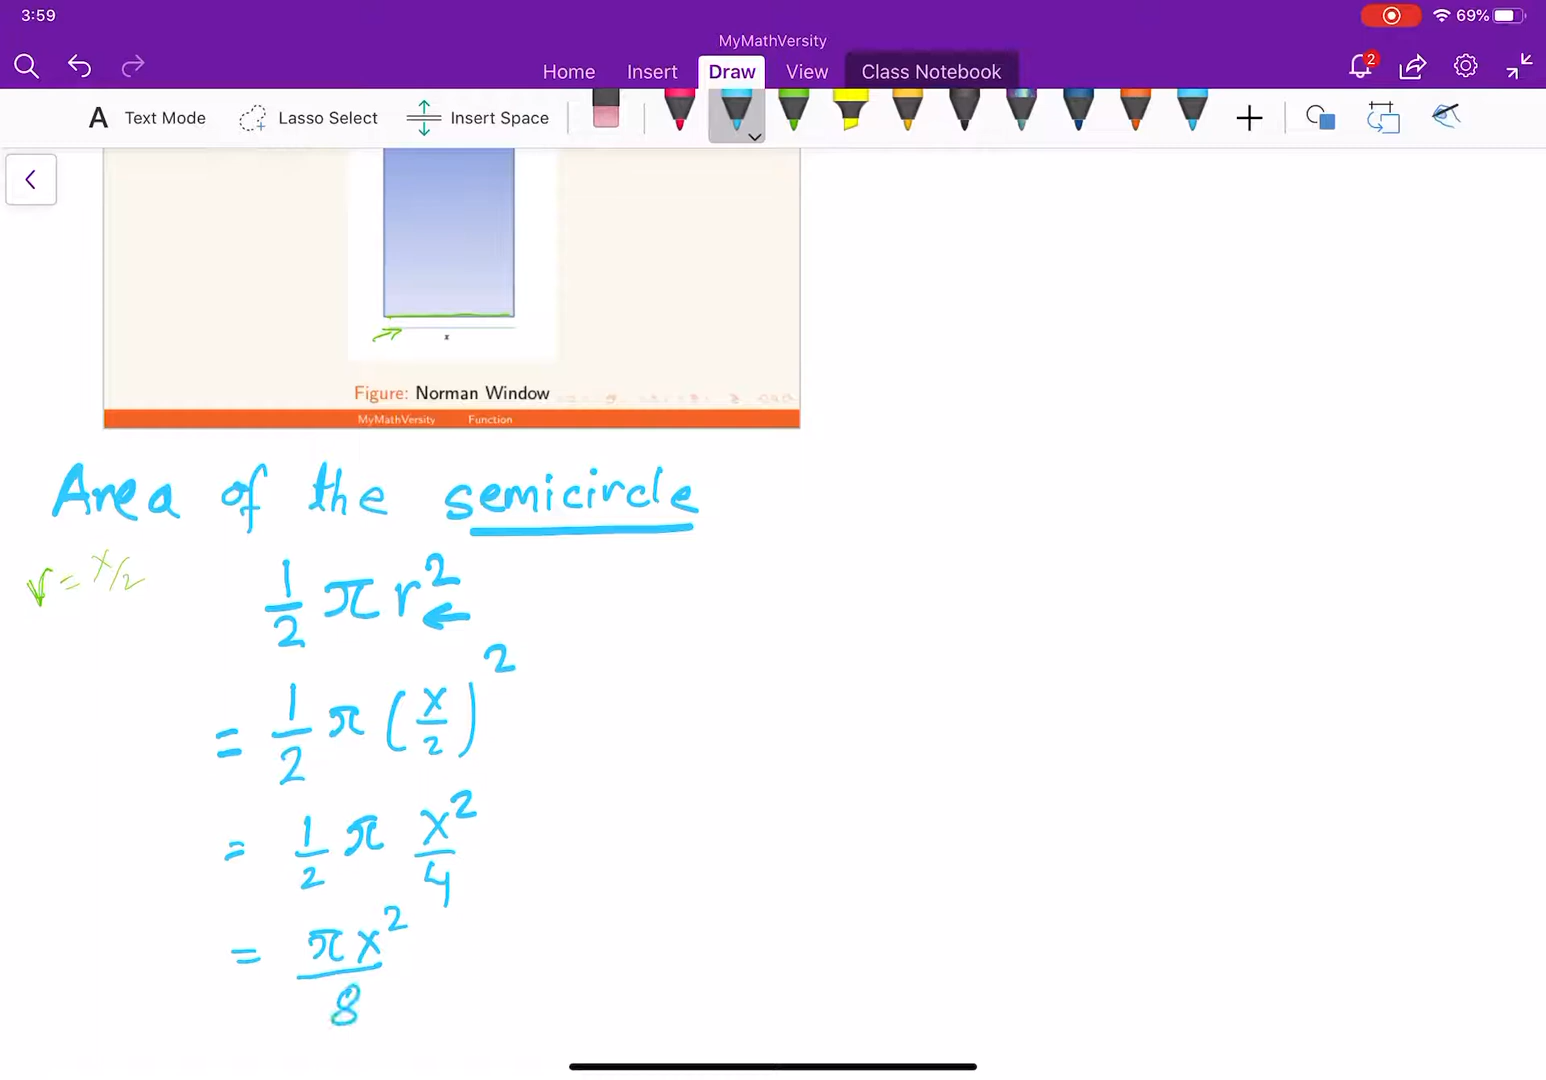 3:59
69%
MyMathVersity
Home Insert Draw View Class Notebook
2
A Text Mode Lasso Select Insert Space
x
Figure: Norman Window
MyMathVersity Function
Area of the semicircle
r = x/2
1/2 π r²
= 1/2 π (x/2)²
= 1/2 π x²/4
= πx²/8